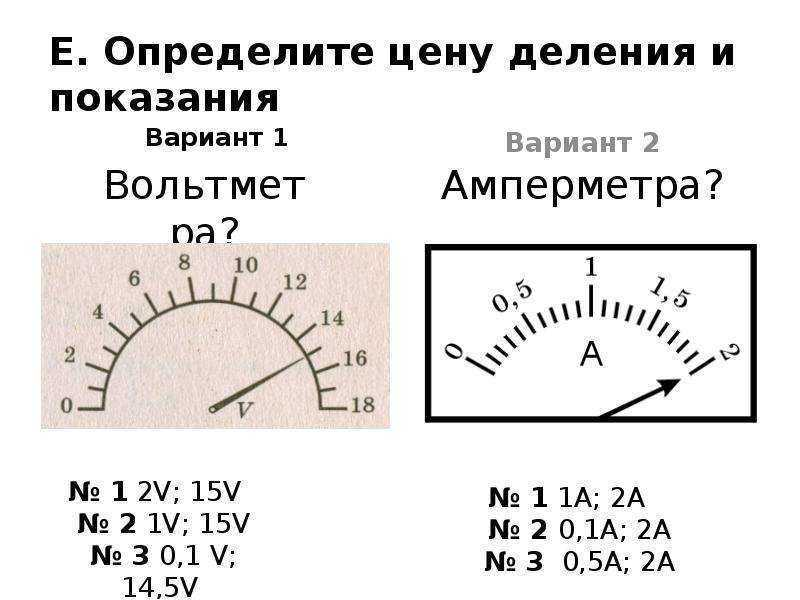 Е. Определите цену деления и
показания
Вариант 1
Вольтмет
ра?
Вариант 2
Амперметра?
0
2
4
6
8
10
12
14
16
18
V
0
0,5
1
1,5
2
А
№ 1 2V; 15V
№ 2 1V; 15V
№ 3 0,1 V;
14,5V
№ 1 1А; 2А
№ 2 0,1А; 2А
№ 3 0,5А; 2А